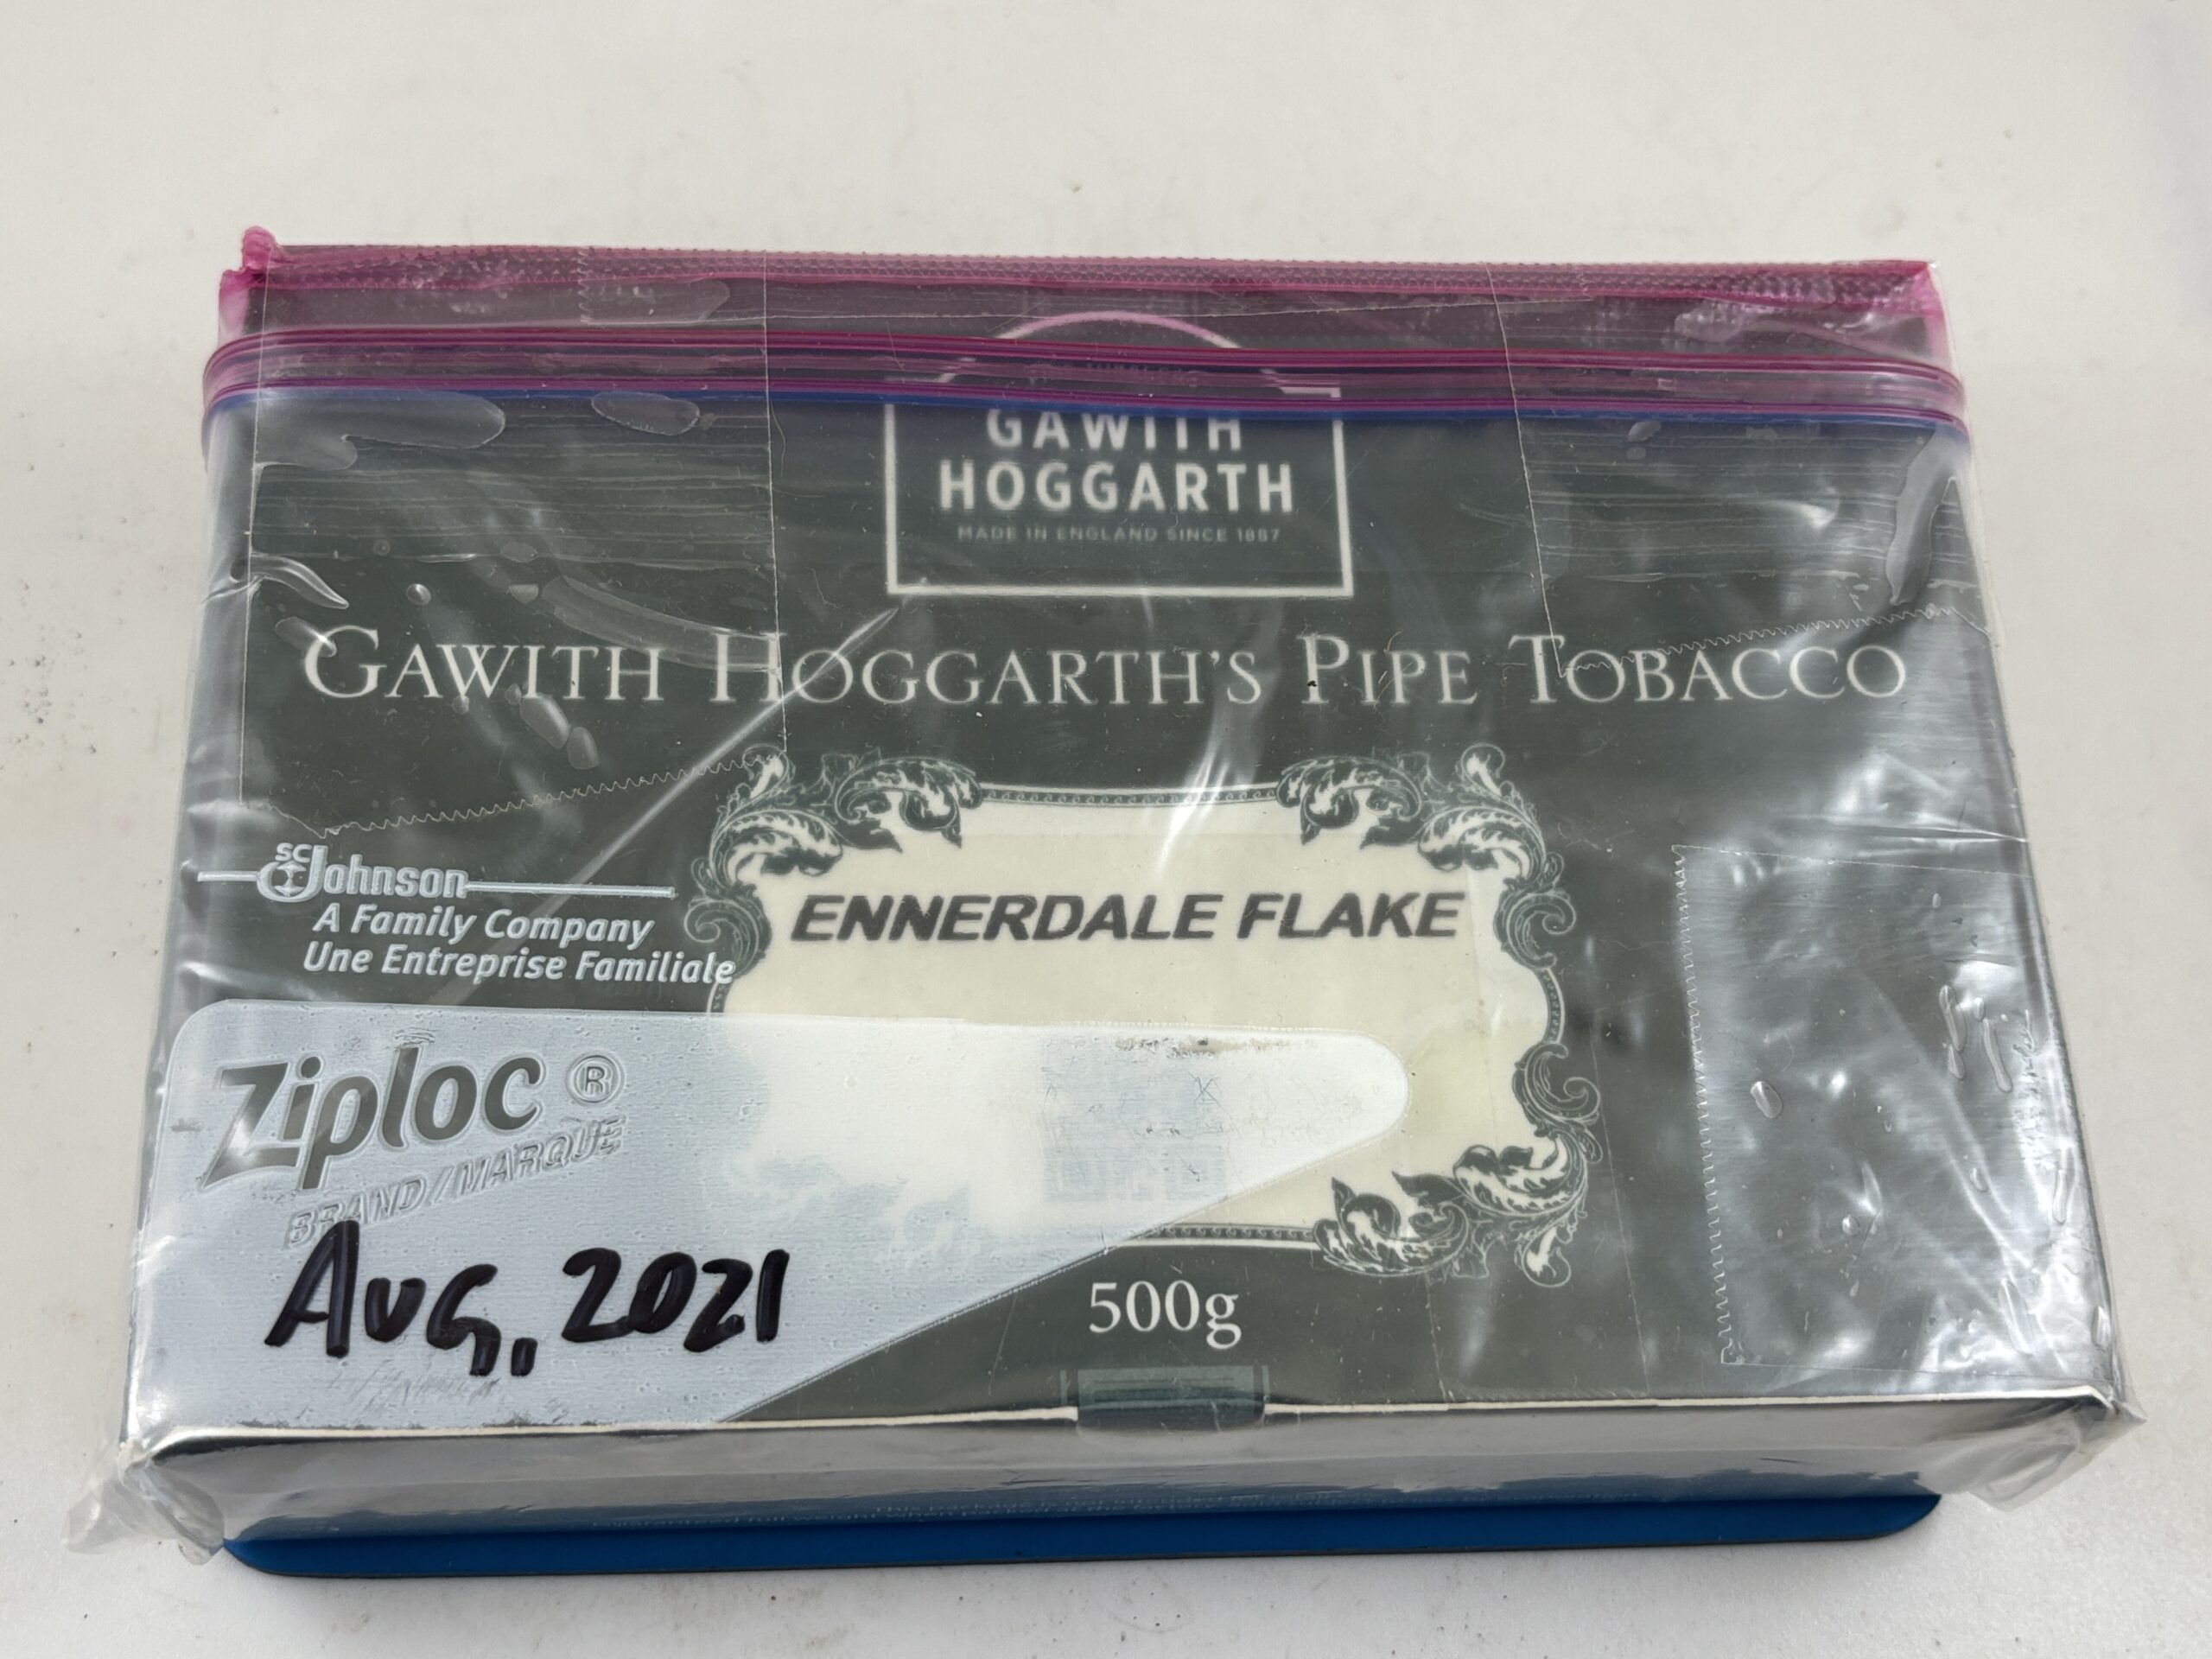 GAWITH
HOGGARTH
MADE IN ENGLAND SINCE 1887
GAWITH HOGGARTH'S PIPE TOBACCO
SC Johnson
A Family Company
Une Entreprise Familiale
ENNERDALE FLAKE
Ziploc®
BRAND/MARQUE
Aug, 2021
500g